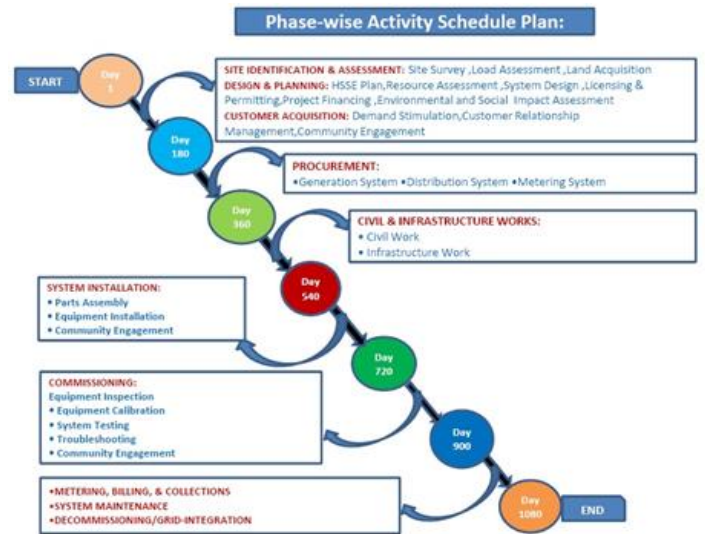 Phase-wise Activity Schedule Plan:
START
Day
1
SITE IDENTIFICATION & ASSESSMENT: Site Survey ,Load Assessment ,Land Acquisition
DESIGN & PLANNING: HSSE Plan,Resource Assessment ,System Design ,Licensing &
Permitting,Project Financing ,Environmental and Social Impact Assessment
CUSTOMER ACQUISITION: Demand Stimulation,Customer Relationship
Management,Community Engagement
Day
180
PROCUREMENT:
•Generation System •Distribution System •Metering System
Day
360
CIVIL & INFRASTRUCTURE WORKS:
• Civil Work
• Infrastructure Work
Day
540
SYSTEM INSTALLATION:
• Parts Assembly
• Equipment Installation
• Community Engagement
Day
720
COMMISSIONING:
Equipment Inspection
• Equipment Calibration
• System Testing
• Troubleshooting
• Community Engagement
Day
900
•METERING, BILLING, & COLLECTIONS
•SYSTEM MAINTENANCE
•DECOMMISSIONING/GRID-INTEGRATION
Day
1080
END